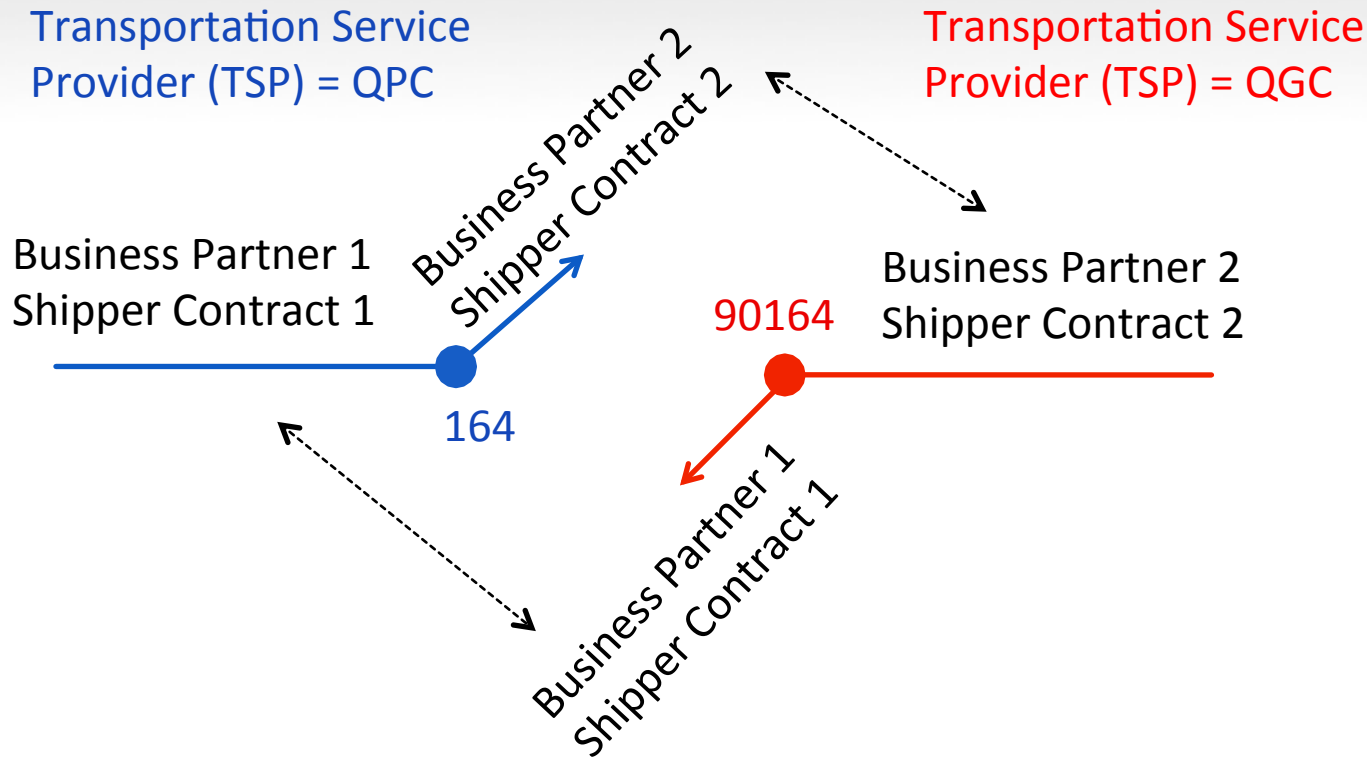 Transportation Service
Provider (TSP) = QPC
Transportation Service
Provider (TSP) = QGC
Business Partner 2
Shipper Contract 2
Business Partner 1
Shipper Contract 1
Business Partner 2
Shipper Contract 2
90164
164
Business Partner 1
Shipper Contract 1